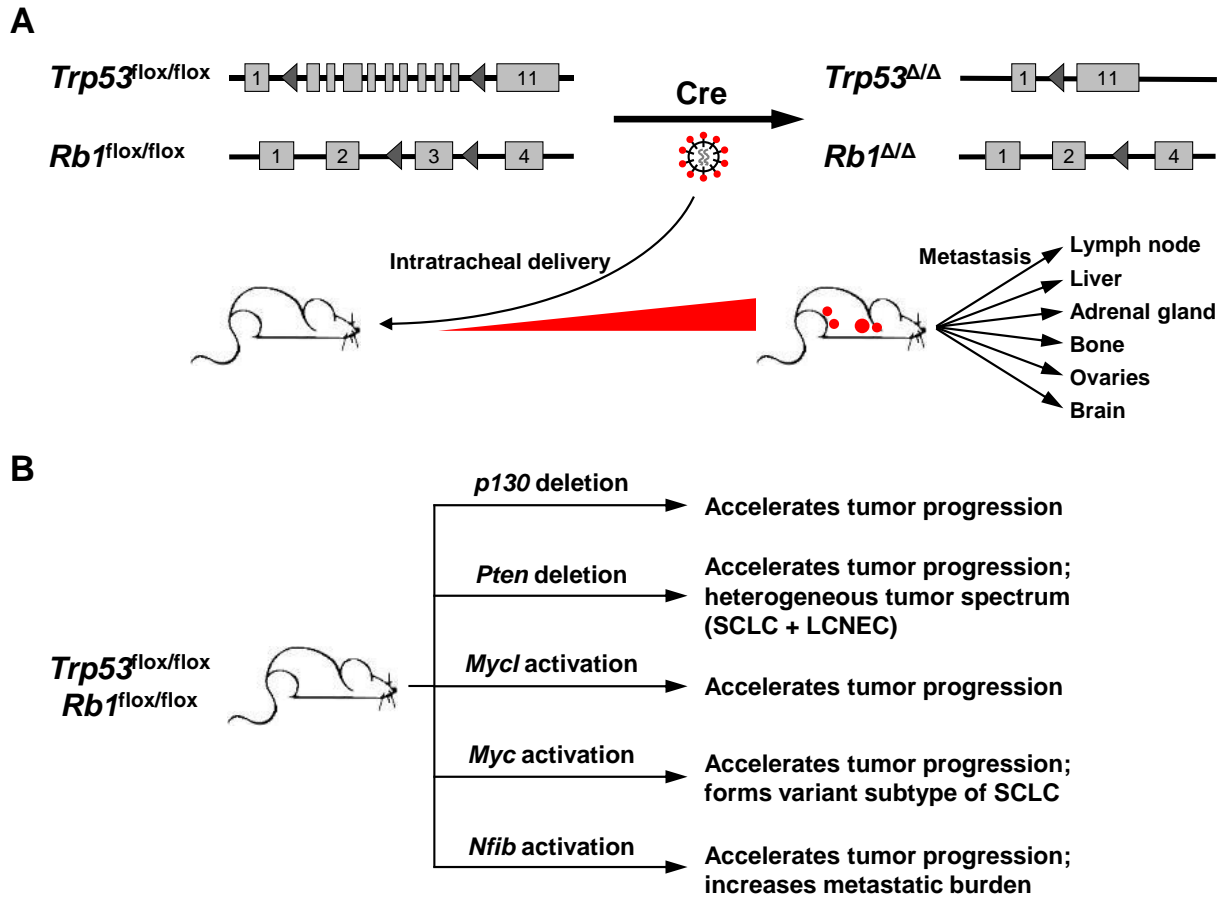 A
Trp53flox/flox
1
11
Cre
Trp53Δ/Δ
1
11
Rb1flox/flox
1
2
3
4
Rb1Δ/Δ
1
2
4
Intratracheal delivery
Metastasis
Lymph node
Liver
Adrenal gland
Bone
Ovaries
Brain
B
Trp53flox/flox
Rb1flox/flox
p130 deletion
Accelerates tumor progression
Pten deletion
Accelerates tumor progression;
heterogeneous tumor spectrum
(SCLC + LCNEC)
Mycl activation
Accelerates tumor progression
Myc activation
Accelerates tumor progression;
forms variant subtype of SCLC
Nfib activation
Accelerates tumor progression;
increases metastatic burden